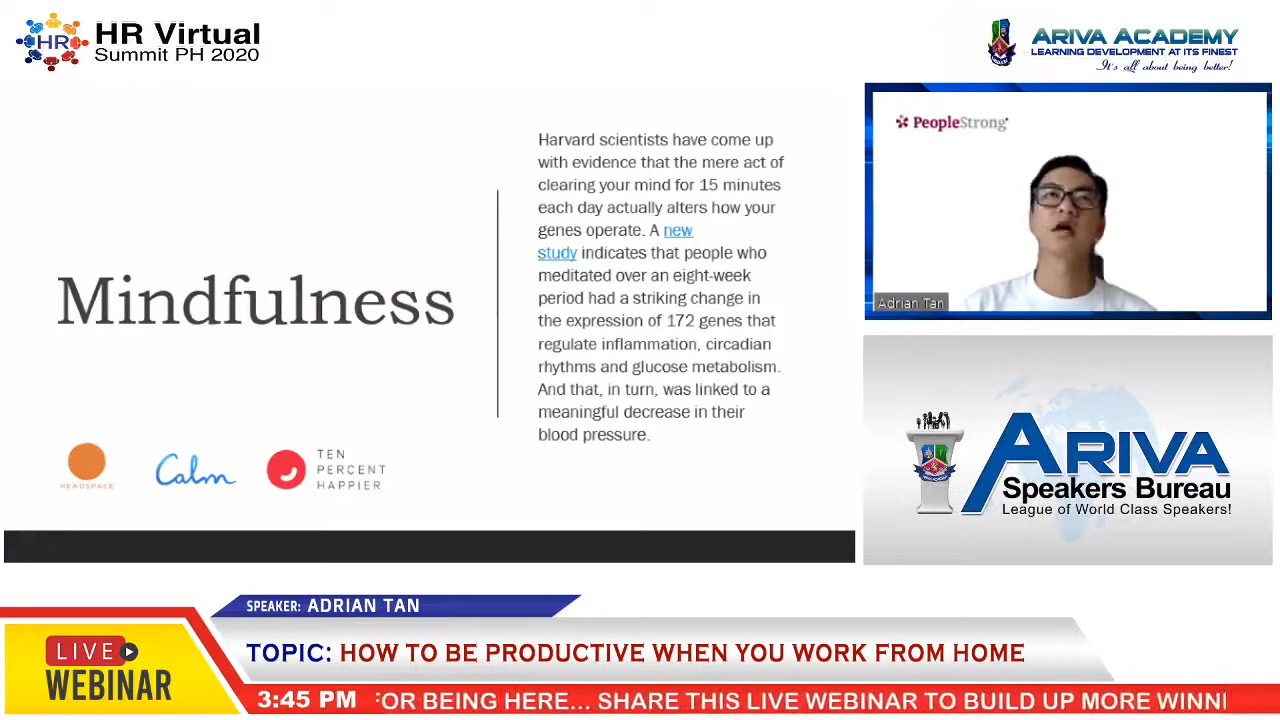 HR
HR Virtual
Summit PH 2020
ARIVA ACADEMY
LEARNING DEVELOPMENT AT ITS FINEST
It's all about being better!
Mindfulness
Harvard scientists have come up
with evidence that the mere act of
clearing your mind for 15 minutes
each day actually alters how your
genes operate. A new
study indicates that people who
meditated over an eight-week
period had a striking change in
the expression of 172 genes that
regulate inflammation, circadian
rhythms and glucose metabolism.
And that, in turn, was linked to a
meaningful decrease in their
blood pressure.
HEADSPACE
Calm
TEN
PERCENT
HAPPIER
PeopleStrong
Adrian Tan
ARIVA
Speakers Bureau
League of World Class Speakers!
SPEAKER: ADRIAN TAN
TOPIC: HOW TO BE PRODUCTIVE WHEN YOU WORK FROM HOME
LIVE
WEBINAR
3:45 PM
FOR BEING HERE... SHARE THIS LIVE WEBINAR TO BUILD UP MORE WINNI